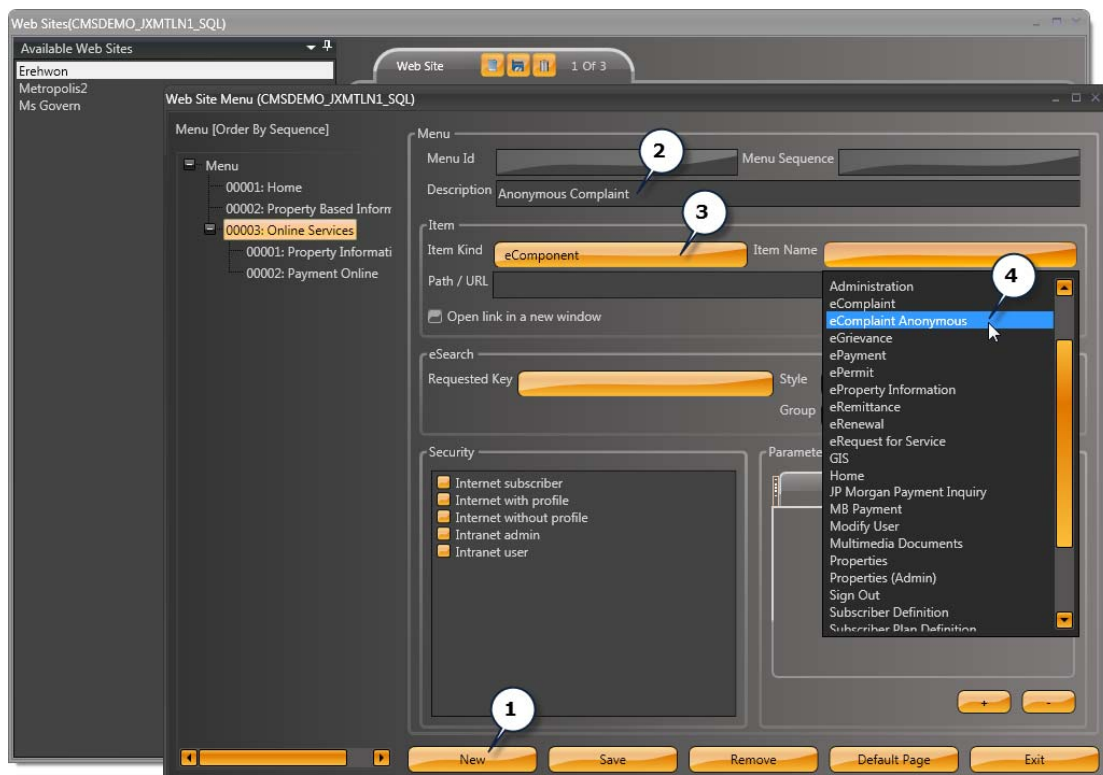 Web Sites(CMSDEMO_JXMTLN1_SQL)
Available Web Sites
Erehwon
Metropolis2
Ms Govern
Web Site
1 Of 3
Web Site Menu (CMSDEMO_JXMTLN1_SQL)
Menu [Order By Sequence]
Menu
00001: Home
00002: Property Based Inform
00003: Online Services
00001: Property Informati
00002: Payment Online
Menu
Menu Id
2
Menu Sequence
Description
Anonymous Complaint
3
Item
Item Kind
eComponent
Item Name
Path / URL
Open link in a new window
4
Administration
eComplaint
eComplaint Anonymous
eGrievance
ePayment
ePermit
eProperty Information
eRemittance
eRenewal
eRequest for Service
GIS
Home
JP Morgan Payment Inquiry
MB Payment
Modify User
Multimedia Documents
Properties
Properties (Admin)
Sign Out
Subscriber Definition
Subscriber Plan Definition
eSearch
Requested Key
Style
Group
Security
Internet subscriber
Internet with profile
Internet without profile
Intranet admin
Intranet user
Paramete
+
-
1
New
Save
Remove
Default Page
Exit